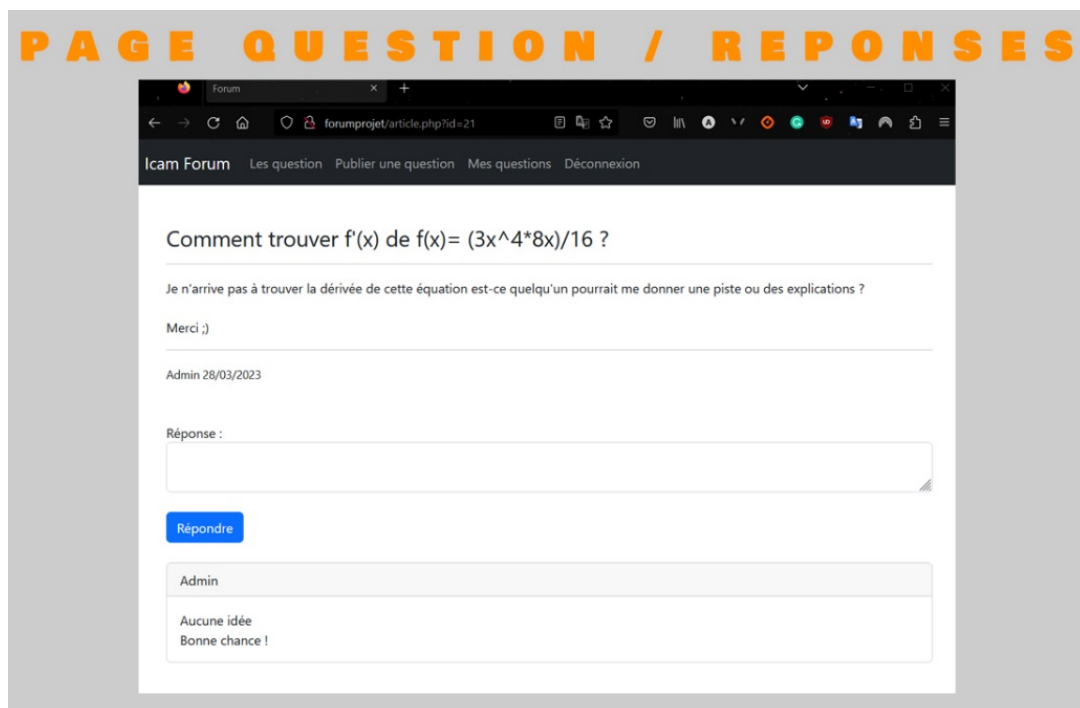 PAGE QUESTION / REPONSES
Forum
forumprojet/article.php?id=21
Icam Forum Les question Publier une question Mes questions Déconnexion
Comment trouver f'(x) de f(x)= (3x^4*8x)/16 ?
Je n'arrive pas à trouver la dérivée de cette équation est-ce quelqu'un pourrait me donner une piste ou des explications ?
Merci ;)
Admin 28/03/2023
Réponse :
Répondre
Admin
Aucune idée
Bonne chance !